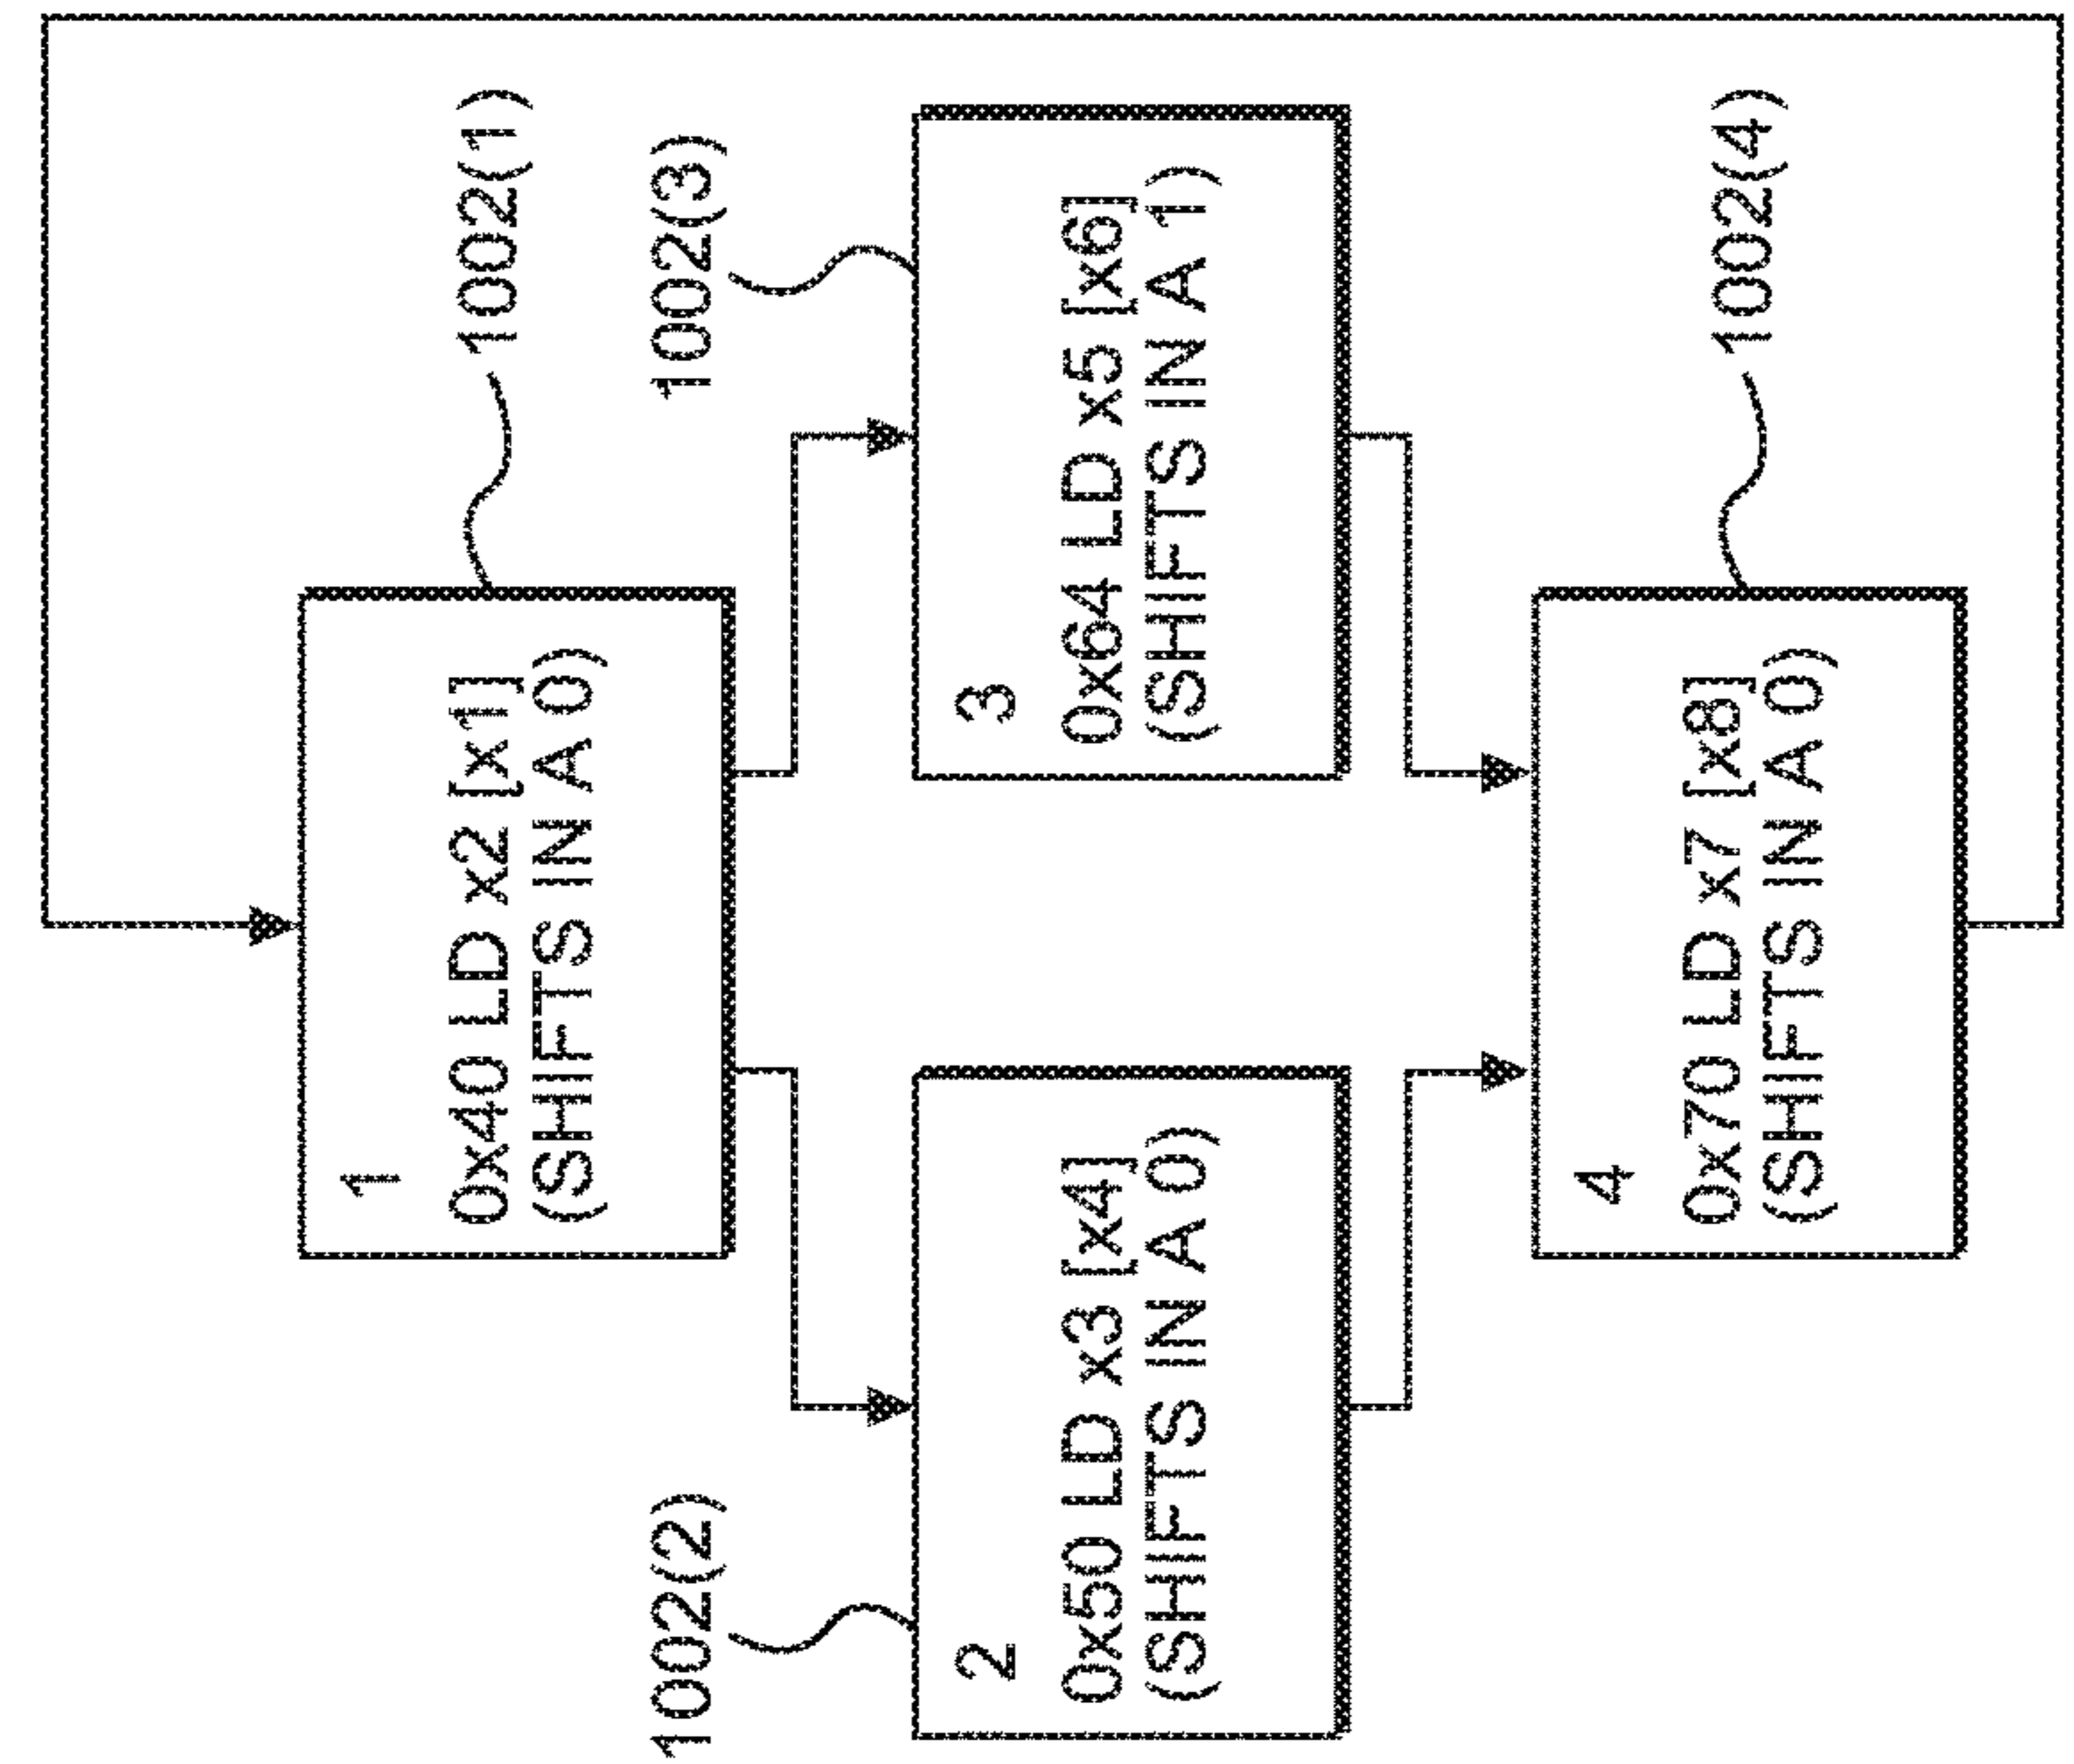 1002(1)
1
0x40 LD x2 [x1]
(SHIFTS IN A 0)
1002(2)
2
0x50 LD x3 [x4]
(SHIFTS IN A 0)
1002(3)
3
0x64 LD x5 [x6]
(SHIFTS IN A 1)
1002(4)
4
0x70 LD x7 [x8]
(SHIFTS IN A 0)